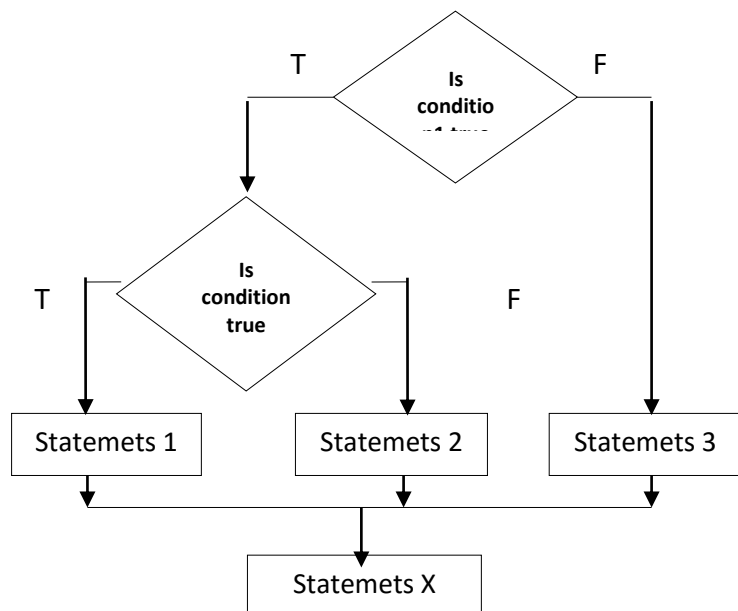 T
F
Is
conditio
T
Is
condition
true
F
Statemets 1
Statemets 2
Statemets 3
Statemets X